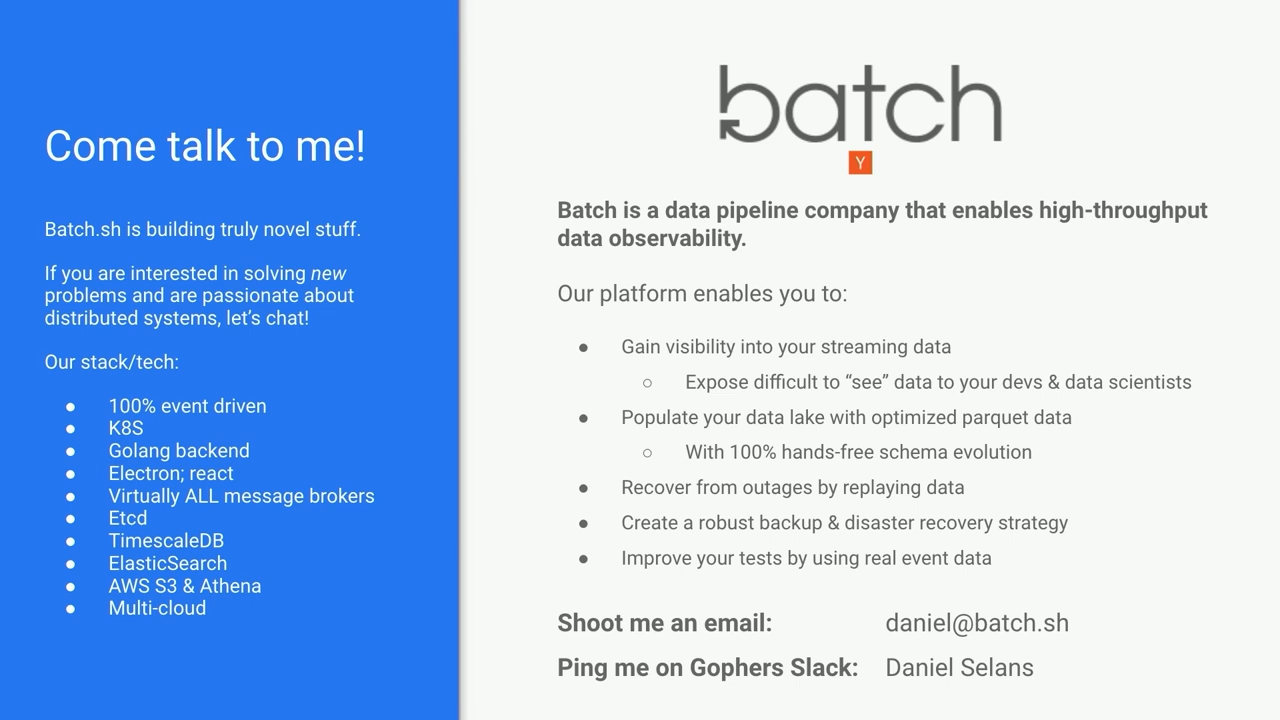 Come talk to me!
Batch.sh is building truly novel stuff.
If you are interested in solving new
problems and are passionate about
distributed systems, let’s chat!
Our stack/tech:
● 100% event driven
● K8S
● Golang backend
● Electron; react
● Virtually ALL message brokers
● Etcd
● TimescaleDB
● ElasticSearch
● AWS S3 & Athena
● Multi-cloud
batch
Y
Batch is a data pipeline company that enables high-throughput
data observability.
Our platform enables you to:
● Gain visibility into your streaming data
○ Expose difficult to “see” data to your devs & data scientists
● Populate your data lake with optimized parquet data
○ With 100% hands-free schema evolution
● Recover from outages by replaying data
● Create a robust backup & disaster recovery strategy
● Improve your tests by using real event data
Shoot me an email: daniel@batch.sh
Ping me on Gophers Slack: Daniel Selans